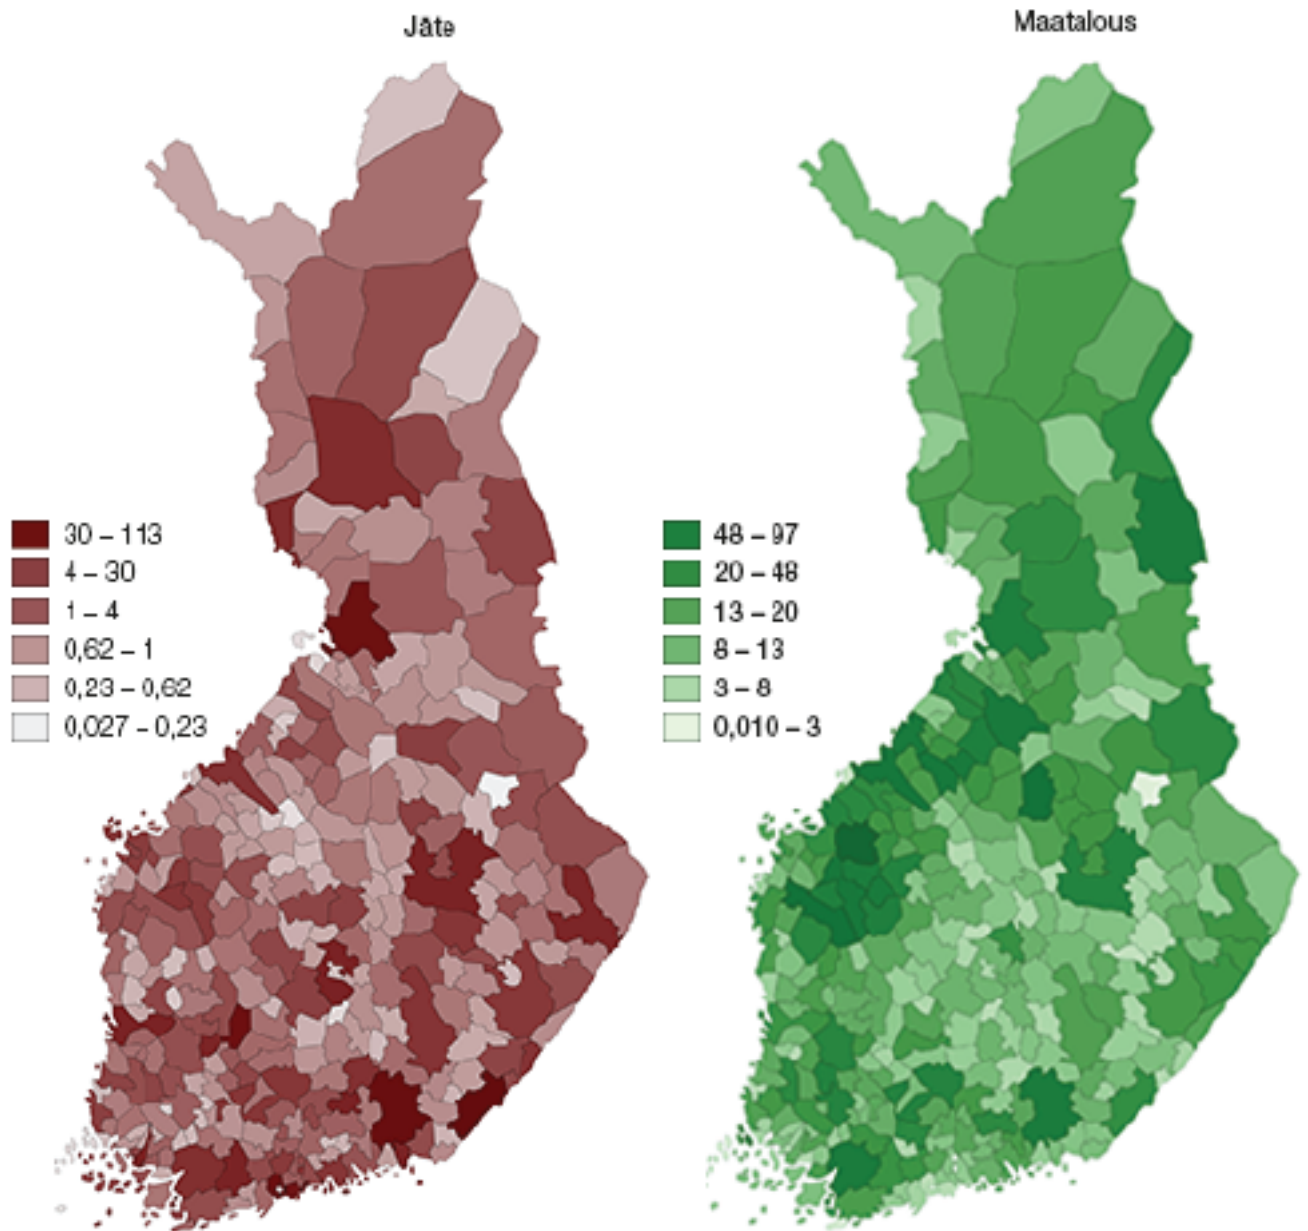 Jäte
Maatalous
30 – 113
4 – 30
1 – 4
0,62 – 1
0,23 – 0,62
0,027 – 0,23
48 – 97
20 – 48
13 – 20
8 – 13
3 – 8
0,010 – 3